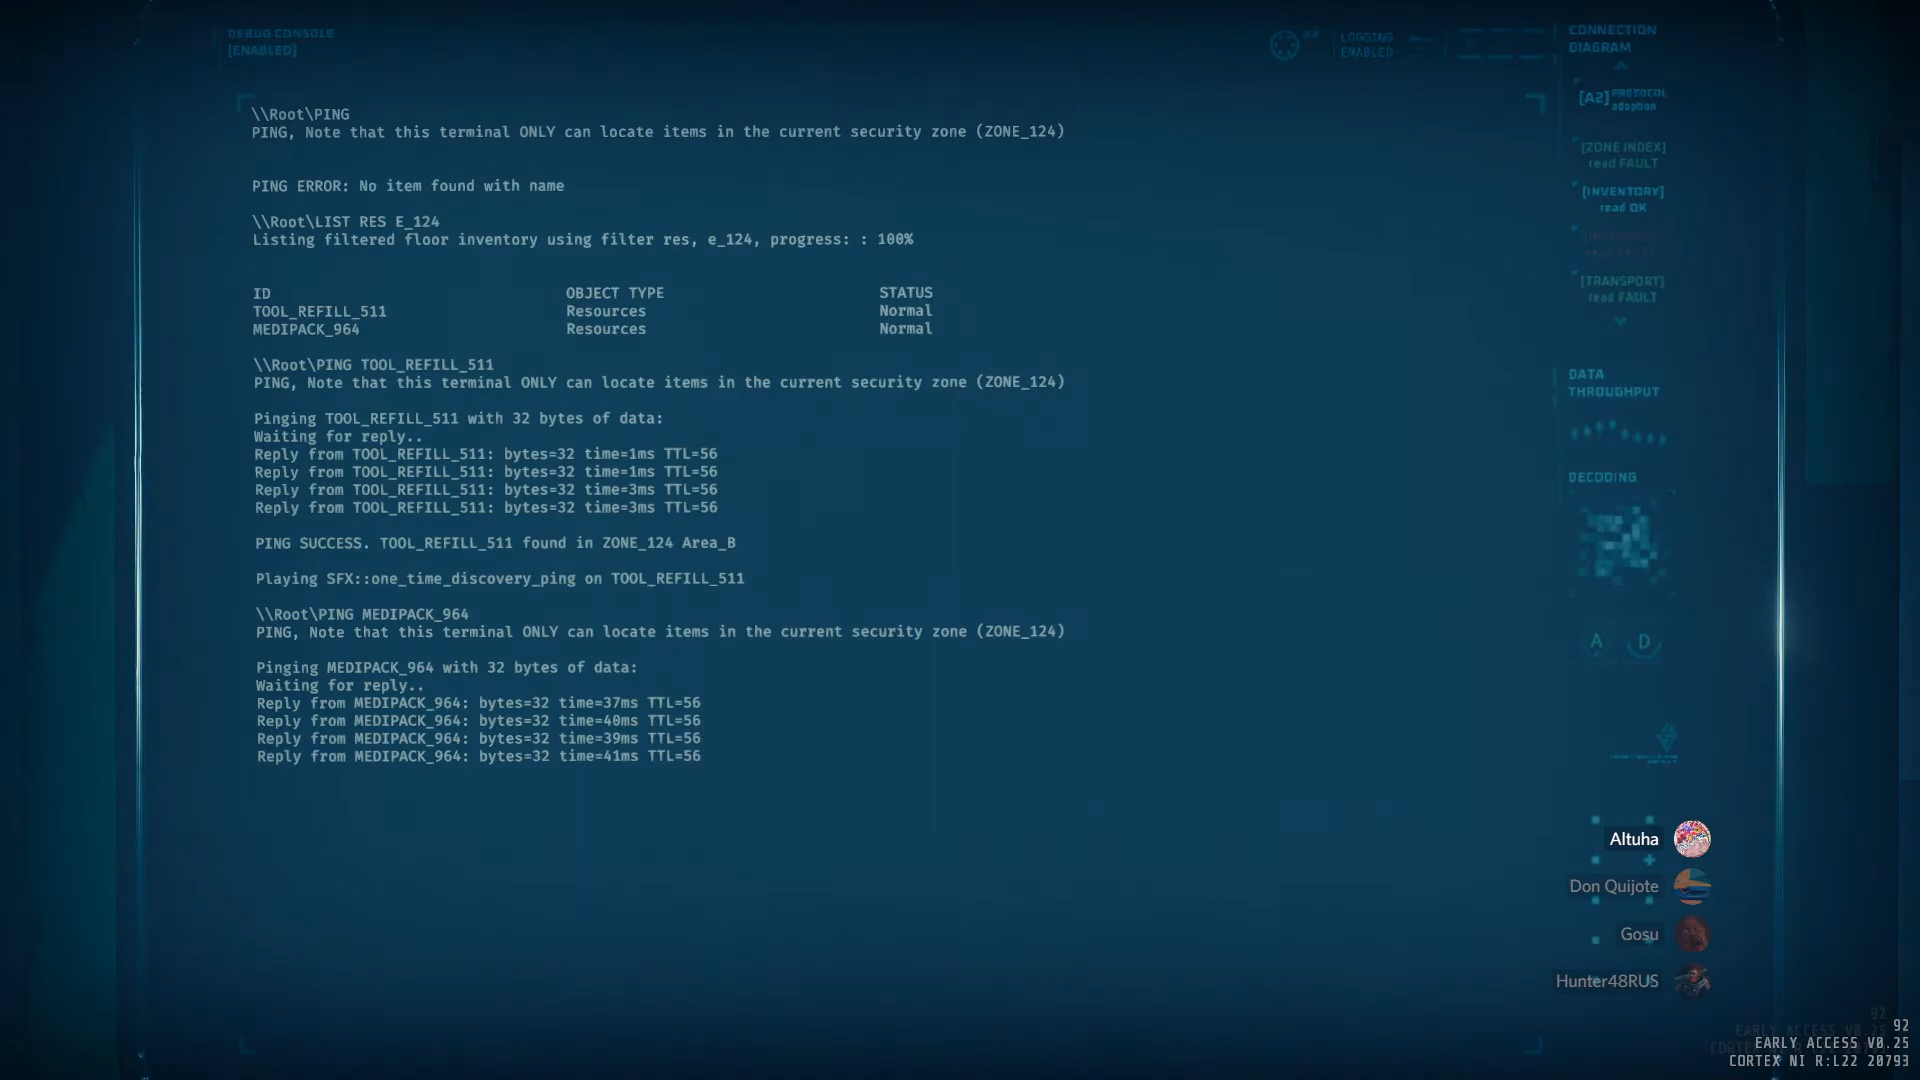 DEBUG CONSOLE
[ENABLED]
LOGGING
ENABLED
CONNECTION
DIAGRAM
[A2] PROTOCOL
adoption
[ZONE INDEX]
read FAULT
[INVENTORY]
read OK
[TRANSPORT]
read FAULT
DATA
THROUGHPUT
DECODING
A D
\\Root\PING
PING, Note that this terminal ONLY can locate items in the current security zone (ZONE_124)
PING ERROR: No item found with name
\\Root\LIST RES E_124
Listing filtered floor inventory using filter res, e_124, progress: : 100%
ID OBJECT TYPE STATUS
TOOL_REFILL_511 Resources Normal
MEDIPACK_964 Resources Normal
\\Root\PING TOOL_REFILL_511
PING, Note that this terminal ONLY can locate items in the current security zone (ZONE_124)
Pinging TOOL_REFILL_511 with 32 bytes of data:
Waiting for reply..
Reply from TOOL_REFILL_511: bytes=32 time=1ms TTL=56
Reply from TOOL_REFILL_511: bytes=32 time=1ms TTL=56
Reply from TOOL_REFILL_511: bytes=32 time=3ms TTL=56
Reply from TOOL_REFILL_511: bytes=32 time=3ms TTL=56
PING SUCCESS. TOOL_REFILL_511 found in ZONE_124 Area_B
Playing SFX::one_time_discovery_ping on TOOL_REFILL_511
\\Root\PING MEDIPACK_964
PING, Note that this terminal ONLY can locate items in the current security zone (ZONE_124)
Pinging MEDIPACK_964 with 32 bytes of data:
Waiting for reply..
Reply from MEDIPACK_964: bytes=32 time=37ms TTL=56
Reply from MEDIPACK_964: bytes=32 time=40ms TTL=56
Reply from MEDIPACK_964: bytes=32 time=39ms TTL=56
Reply from MEDIPACK_964: bytes=32 time=41ms TTL=56
Altuha
Don Quijote
Gosu
Hunter48RUS
92
EARLY ACCESS V0.25
CORTEX NI R:L22 20793